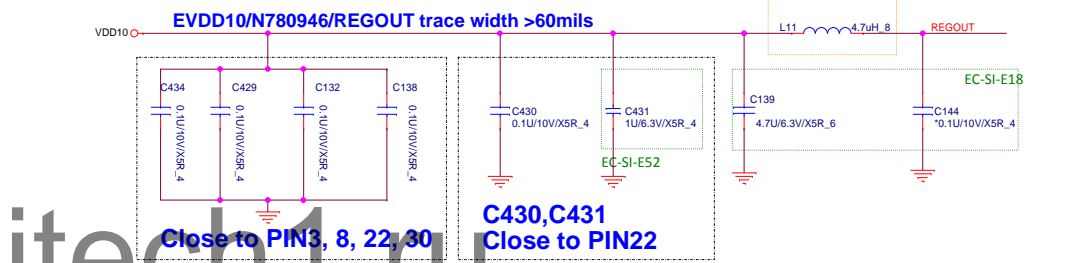 EVDD10/N780946/REGOUT trace width >60mils
VDD10
L11
4.7uH_8
REGOUT
EC-SI-E18
C434
0.1U/10V/X5R_4
C429
0.1U/10V/X5R_4
C132
0.1U/10V/X5R_4
C138
0.1U/10V/X5R_4
C430
0.1U/10V/X5R_4
C431
1U/6.3V/X5R_4
C139
4.7U/6.3V/X5R_6
C144
*0.1U/10V/X5R_4
EC-SI-E52
Close to PIN3, 8, 22, 30
C430,C431
Close to PIN22
itech1.ru